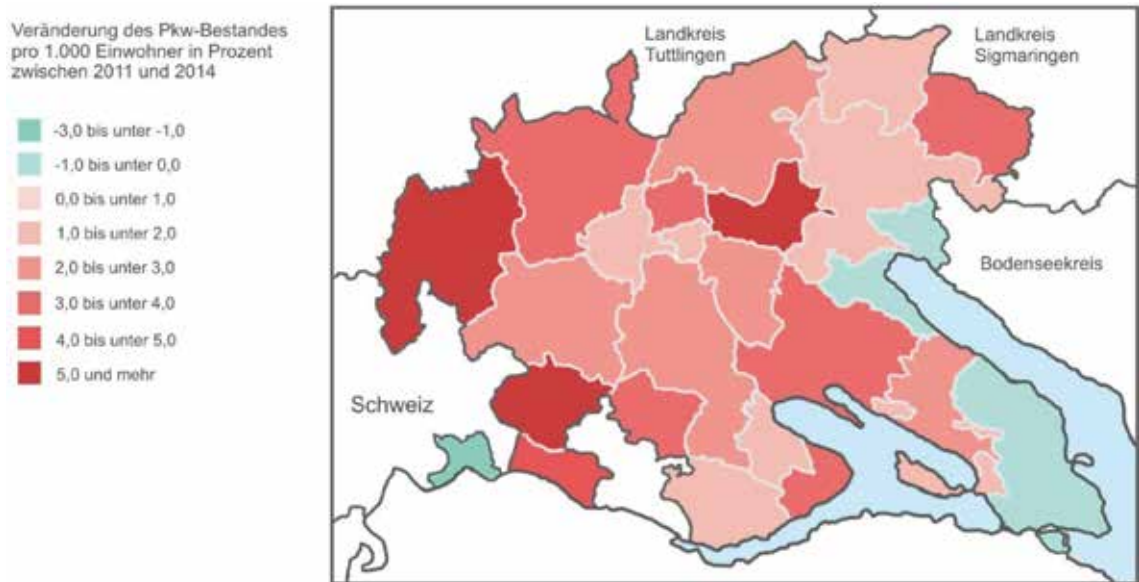 Veränderung des Pkw-Bestandes
pro 1.000 Einwohner in Prozent
zwischen 2011 und 2014
-3,0 bis unter -1,0
-1,0 bis unter 0,0
0,0 bis unter 1,0
1,0 bis unter 2,0
2,0 bis unter 3,0
3,0 bis unter 4,0
4,0 bis unter 5,0
5,0 und mehr
Landkreis
Tuttlingen
Landkreis
Sigmaringen
Bodenseekreis
Schweiz